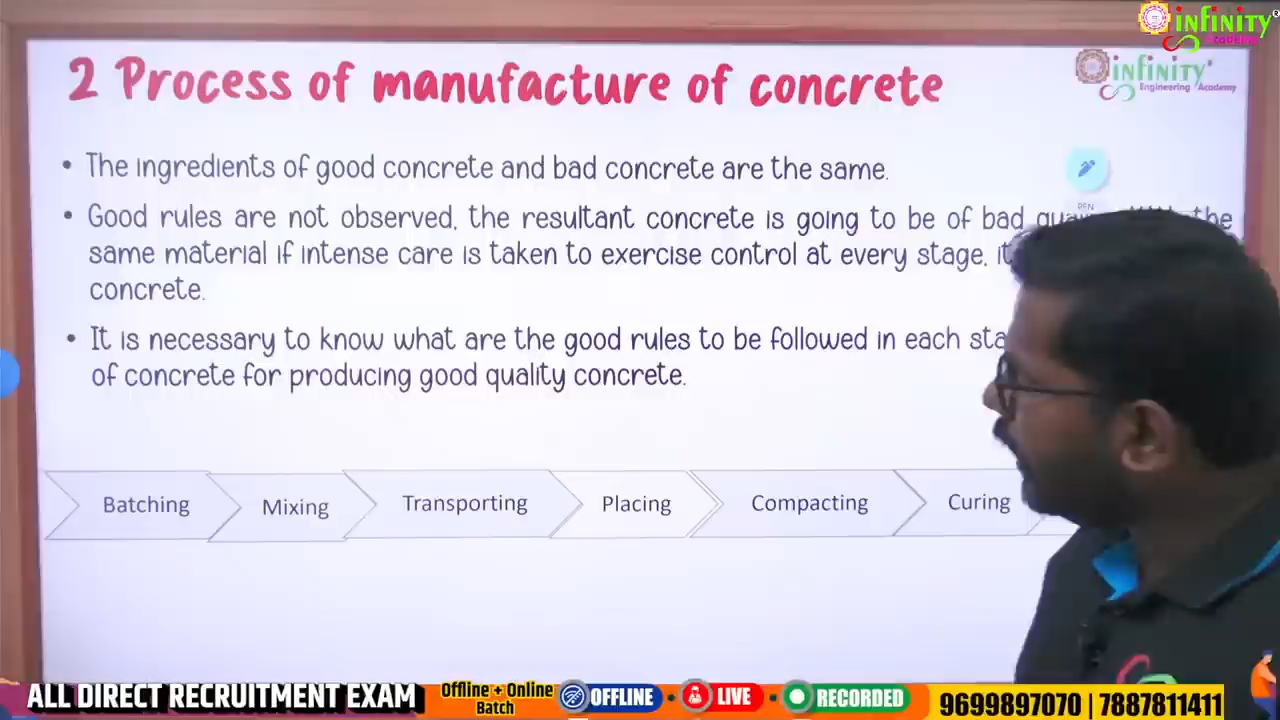 infinity
Academy
2 Process of manufacture of concrete
infinity
Engineering Academy
• The ingredients of good concrete and bad concrete are the same.
PEN
• Good rules are not observed, the resultant concrete is going to be of bad the
same material if intense care is taken to exercise control at every stage, it
concrete.
• It is necessary to know what are the good rules to be followed in each
of concrete for producing good quality concrete.
Batching Mixing Transporting Placing Compacting Curing
ALL DIRECT RECRUITMENT EXAM
Offline + Online
Batch
OFFLINE LIVE RECORDED
9699897070 | 7887811411